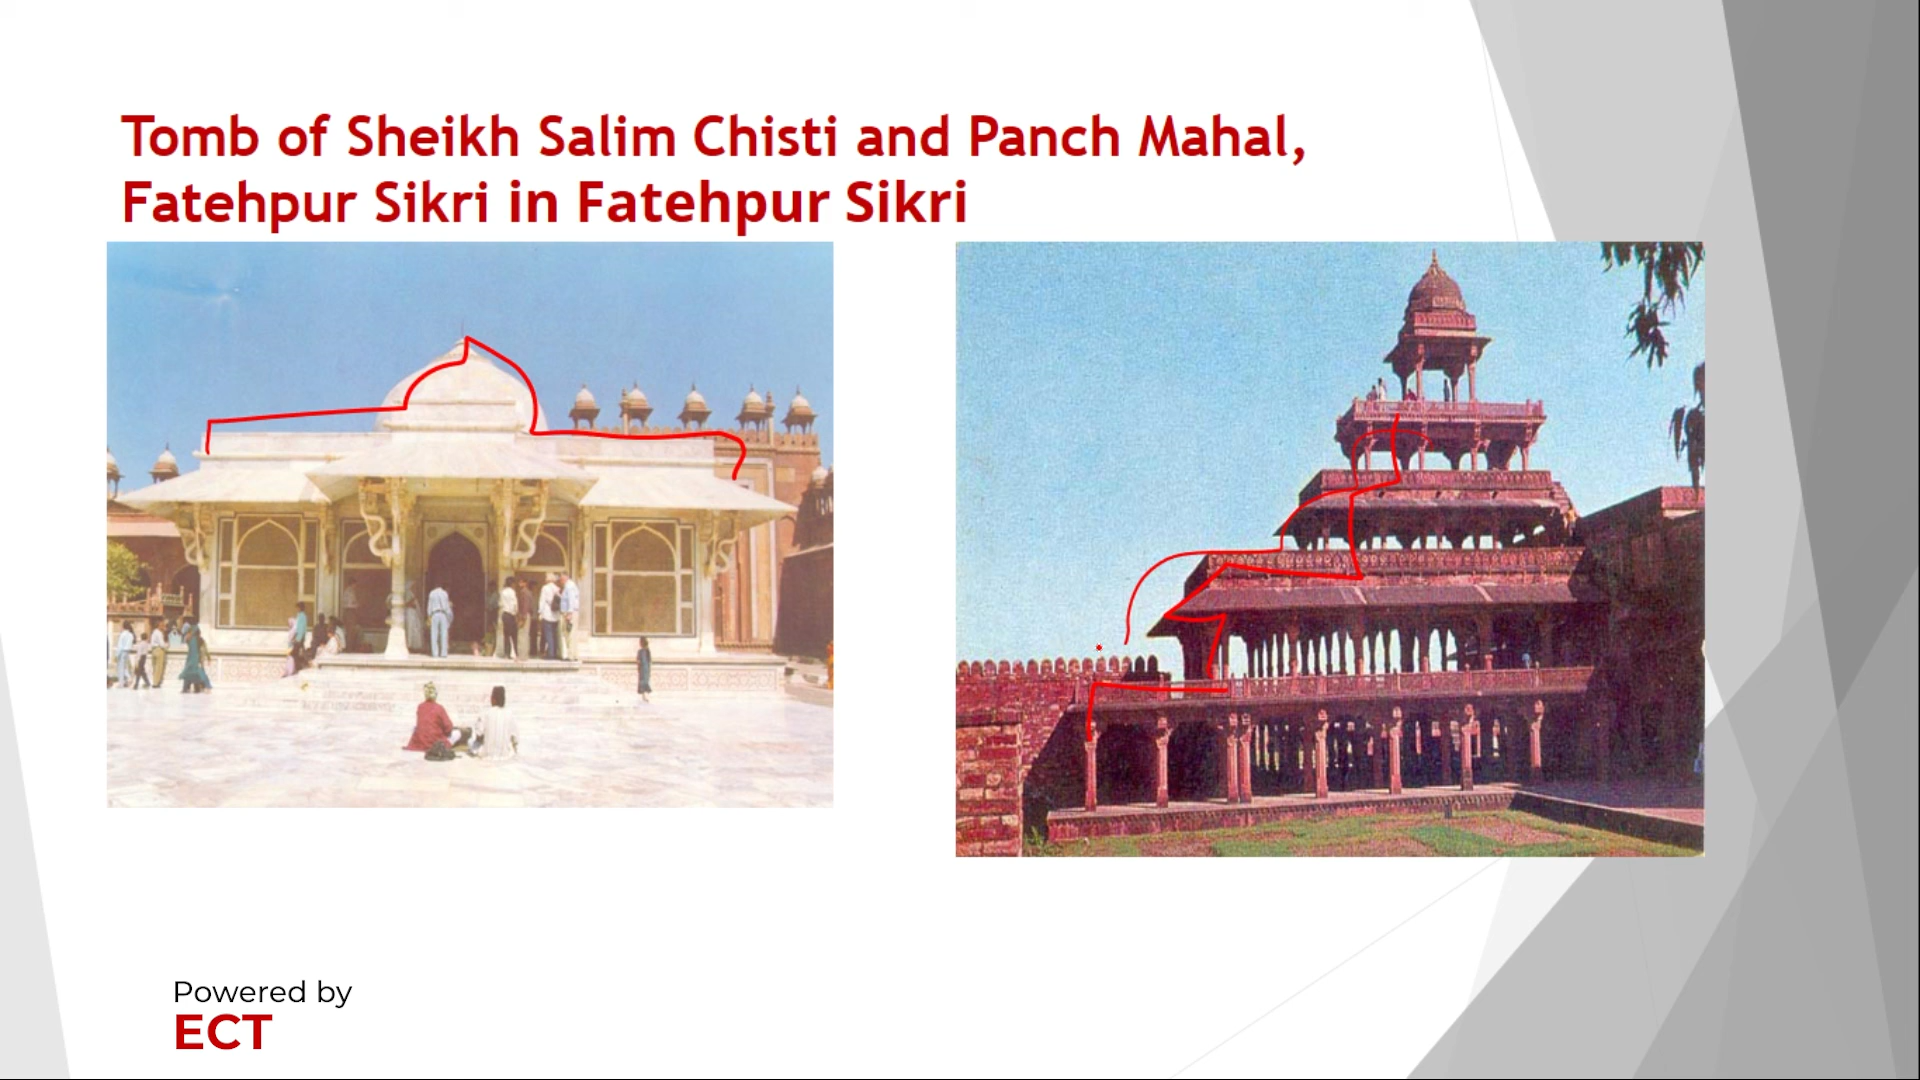 Tomb of Sheikh Salim Chisti and Panch Mahal,
Fatehpur Sikri in Fatehpur Sikri
Powered by
ECT